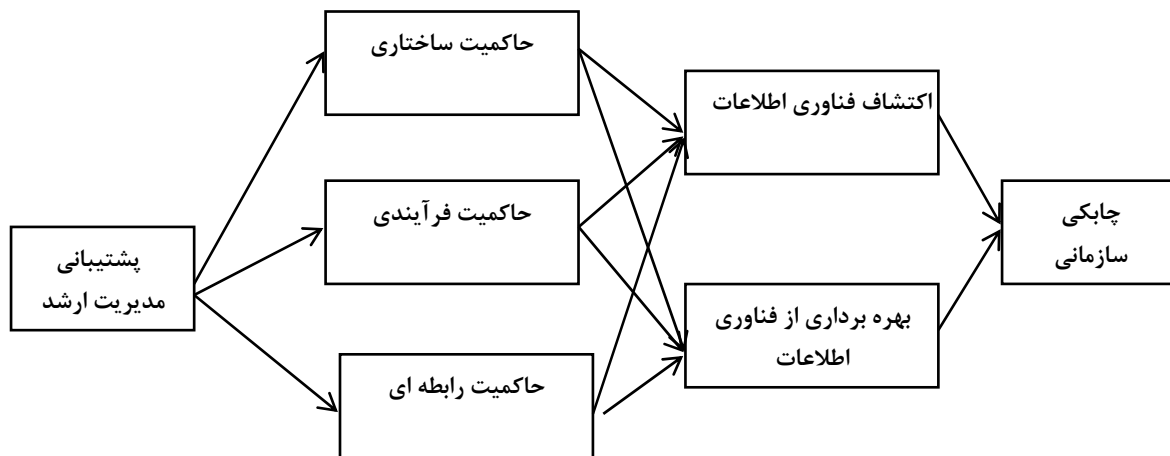 حاکمیت ساختاری
اکتشاف فناوری اطلاعات
حاکمیت فرآیندی
چابکی
سازمانی
پشتیبانی
مدیریت ارشد
بهره برداری از فناوری
اطلاعات
حاکمیت رابطه ای